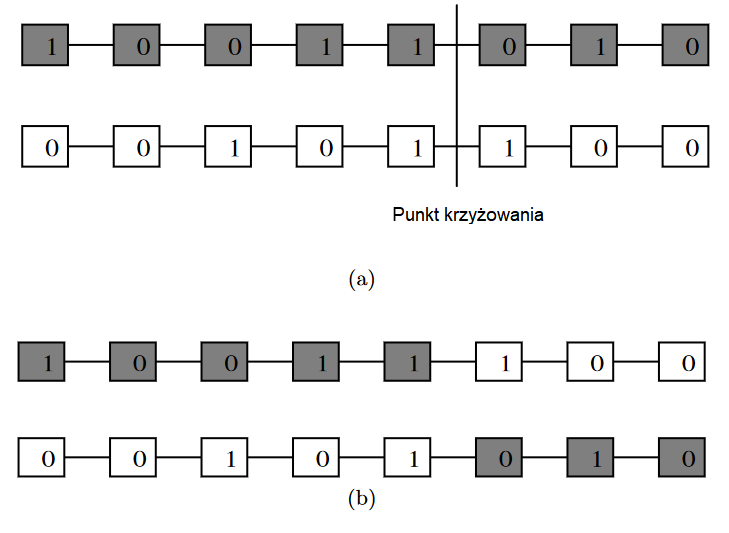 1 0 0 1 1 0 1 0
0 0 1 0 1 1 0 0
Punkt krzyżowania
(a)
1 0 0 1 1 1 0 0
0 0 1 0 1 0 1 0
(b)